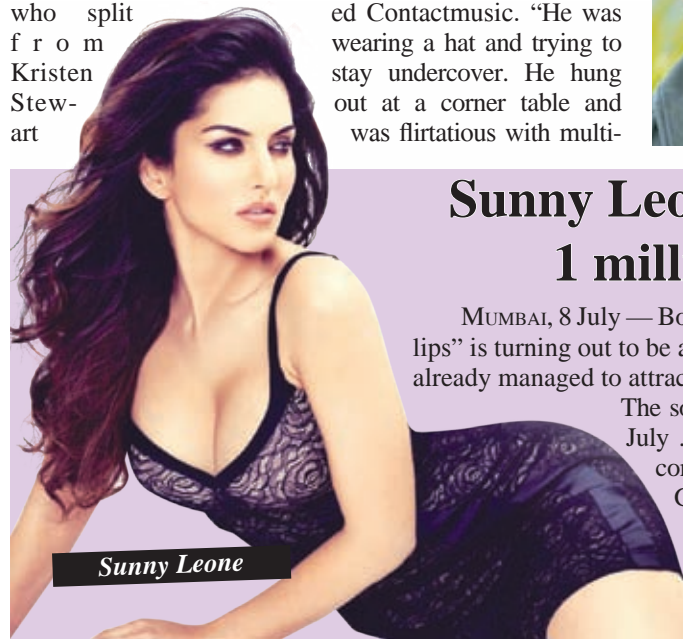 who split
from
Kristen
Stew-
art
ed Contactmusic. “He was
wearing a hat and trying to
stay undercover. He hung
out at a corner table and
was flirtatious with multi-
Sunny Leo
1 mill
MUMBAI, 8 July — Bo
lips” is turning out to be a
already managed to attrac
The so
July
Sunny Leone